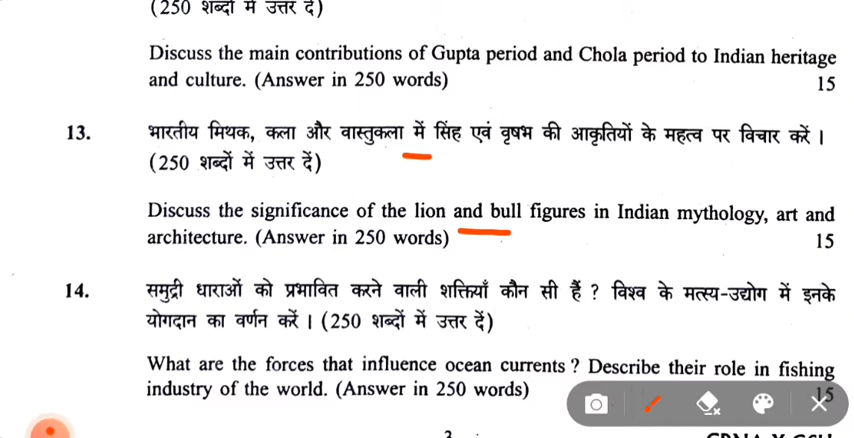 (250 शब्दों में उत्तर दें)
Discuss the main contributions of Gupta period and Chola period to Indian heritage
and culture. (Answer in 250 words) 15
13. भारतीय मिथक, कला और वास्तुकला में सिंह एवं वृषभ की आकृतियों के महत्व पर विचार करें ।
(250 शब्दों में उत्तर दें)
Discuss the significance of the lion and bull figures in Indian mythology, art and
architecture. (Answer in 250 words) 15
14. समुद्री धाराओं को प्रभावित करने वाली शक्तियाँ कौन सी हैं ? विश्व के मत्स्य-उद्योग में इनके
योगदान का वर्णन करें । (250 शब्दों में उत्तर दें)
What are the forces that influence ocean currents ? Describe their role in fishing
industry of the world. (Answer in 250 words) 15